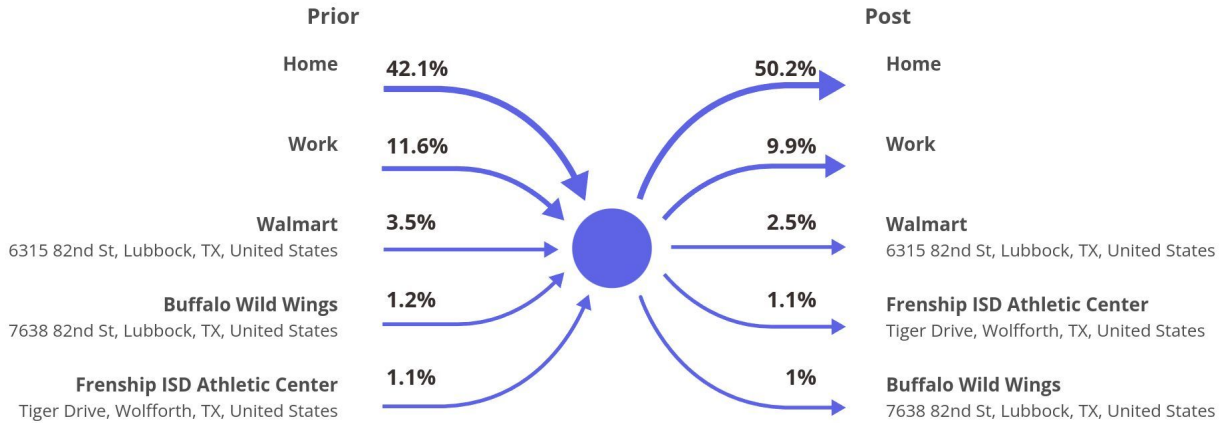 Prior
Post
Home
42.1%
50.2%
Home
Work
11.6%
9.9%
Work
Walmart
6315 82nd St, Lubbock, TX, United States
3.5%
2.5%
Walmart
6315 82nd St, Lubbock, TX, United States
Buffalo Wild Wings
7638 82nd St, Lubbock, TX, United States
1.2%
1.1%
Frenship ISD Athletic Center
Tiger Drive, Wolfforth, TX, United States
Frenship ISD Athletic Center
Tiger Drive, Wolfforth, TX, United States
1.1%
1%
Buffalo Wild Wings
7638 82nd St, Lubbock, TX, United States